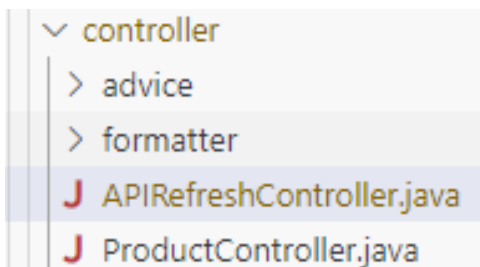 controller
advice
formatter
J APIRefreshController.java
J ProductController.java